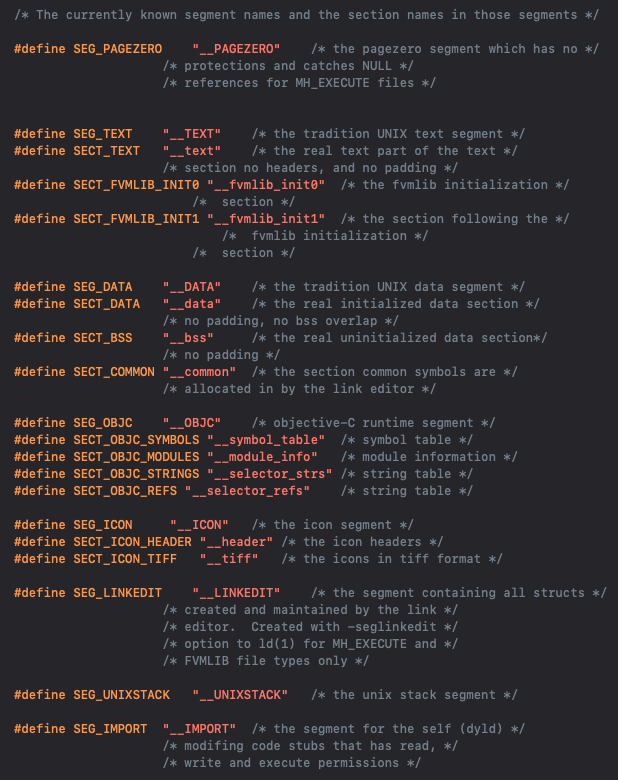 /* The currently known segment names and the section names in those segments */
#define SEG_PAGEZERO "__PAGEZERO" /* the pagezero segment which has no */
/* protections and catches NULL */
/* references for MH_EXECUTE files */
#define SEG_TEXT "__TEXT" /* the tradition UNIX text segment */
#define SECT_TEXT "__text" /* the real text part of the text */
/* section no headers, and no padding */
#define SECT_FVMLIB_INIT0 "__fvmlib_init0" /* the fvmlib initialization */
/* section */
#define SECT_FVMLIB_INIT1 "__fvmlib_init1" /* the section following the */
/* fvmlib initialization */
/* section */
#define SEG_DATA "__DATA" /* the tradition UNIX data segment */
#define SECT_DATA "__data" /* the real initialized data section */
/* no padding, no bss overlap */
#define SECT_BSS "__bss" /* the real uninitialized data section*/
/* no padding */
#define SECT_COMMON "__common" /* the section common symbols are */
/* allocated in by the link editor */
#define SEG_OBJC "__OBJC" /* objective-C runtime segment */
#define SECT_OBJC_SYMBOLS "__symbol_table" /* symbol table */
#define SECT_OBJC_MODULES "__module_info" /* module information */
#define SECT_OBJC_STRINGS "__selector_strs" /* string table */
#define SECT_OBJC_REFS "__selector_refs" /* string table */
#define SEG_ICON "__ICON" /* the icon segment */
#define SECT_ICON_HEADER "__header" /* the icon headers */
#define SECT_ICON_TIFF "__tiff" /* the icons in tiff format */
#define SEG_LINKEDIT "__LINKEDIT" /* the segment containing all structs */
/* created and maintained by the link */
/* editor. Created with -seglinkedit */
/* option to ld(1) for MH_EXECUTE and */
/* FVMLIB file types only */
#define SEG_UNIXSTACK "__UNIXSTACK" /* the unix stack segment */
#define SEG_IMPORT "__IMPORT" /* the segment for the self (dyld) */
/* modifing code stubs that has read, */
/* write and execute permissions */